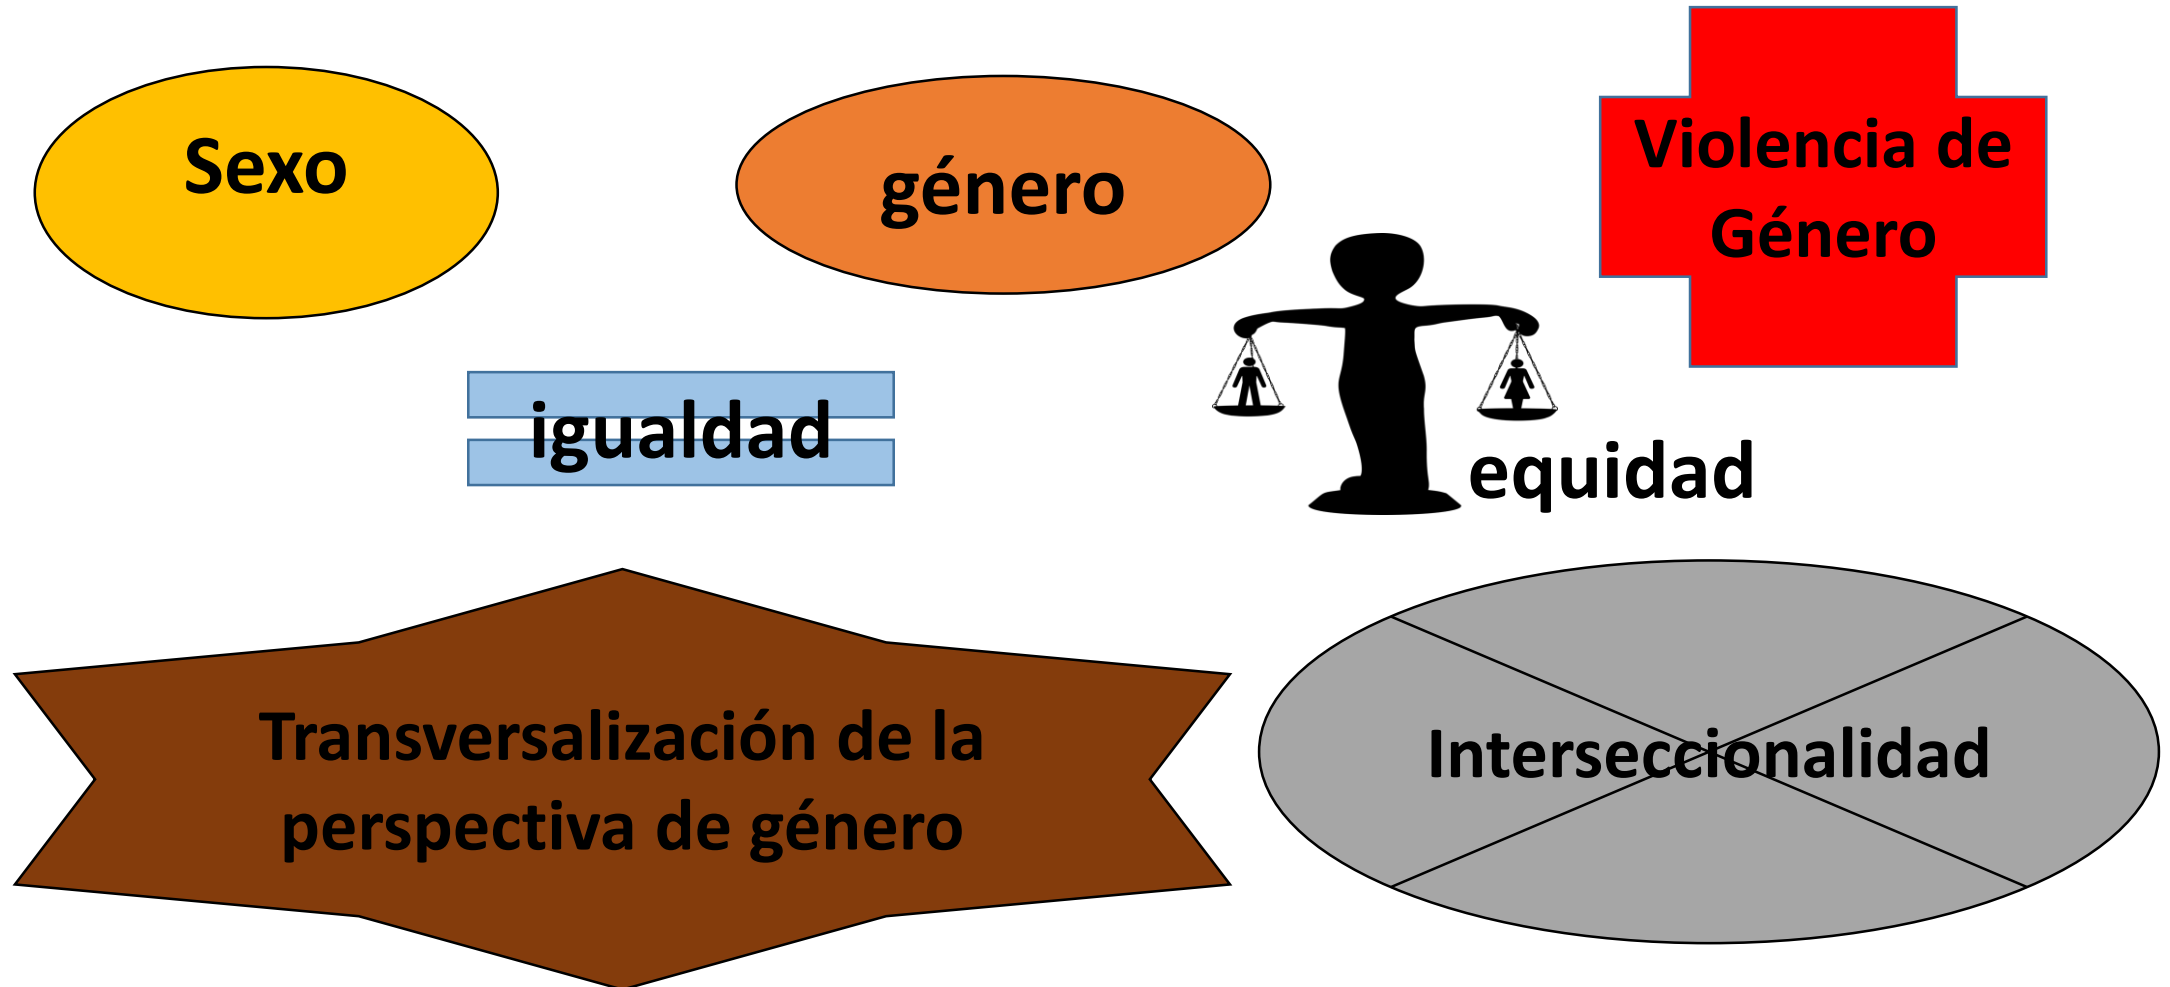 Sexo
género
Violencia de
Género
igualdad
equidad
Transversalización de la
perspectiva de género
Interseccionalidad